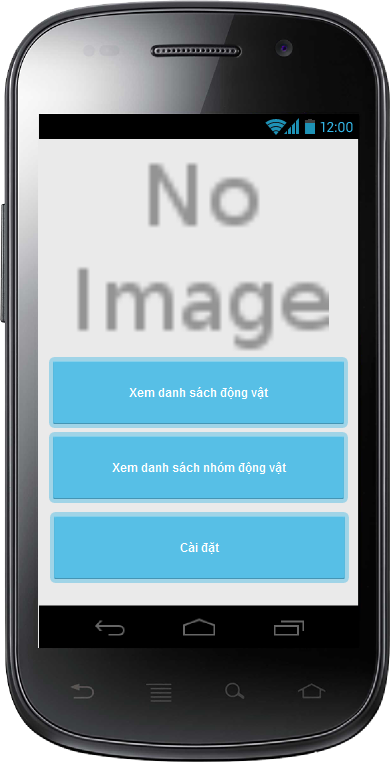 12:00
No
Image
Xem danh sách động vật
Xem danh sách nhóm động vật
Cài đặt